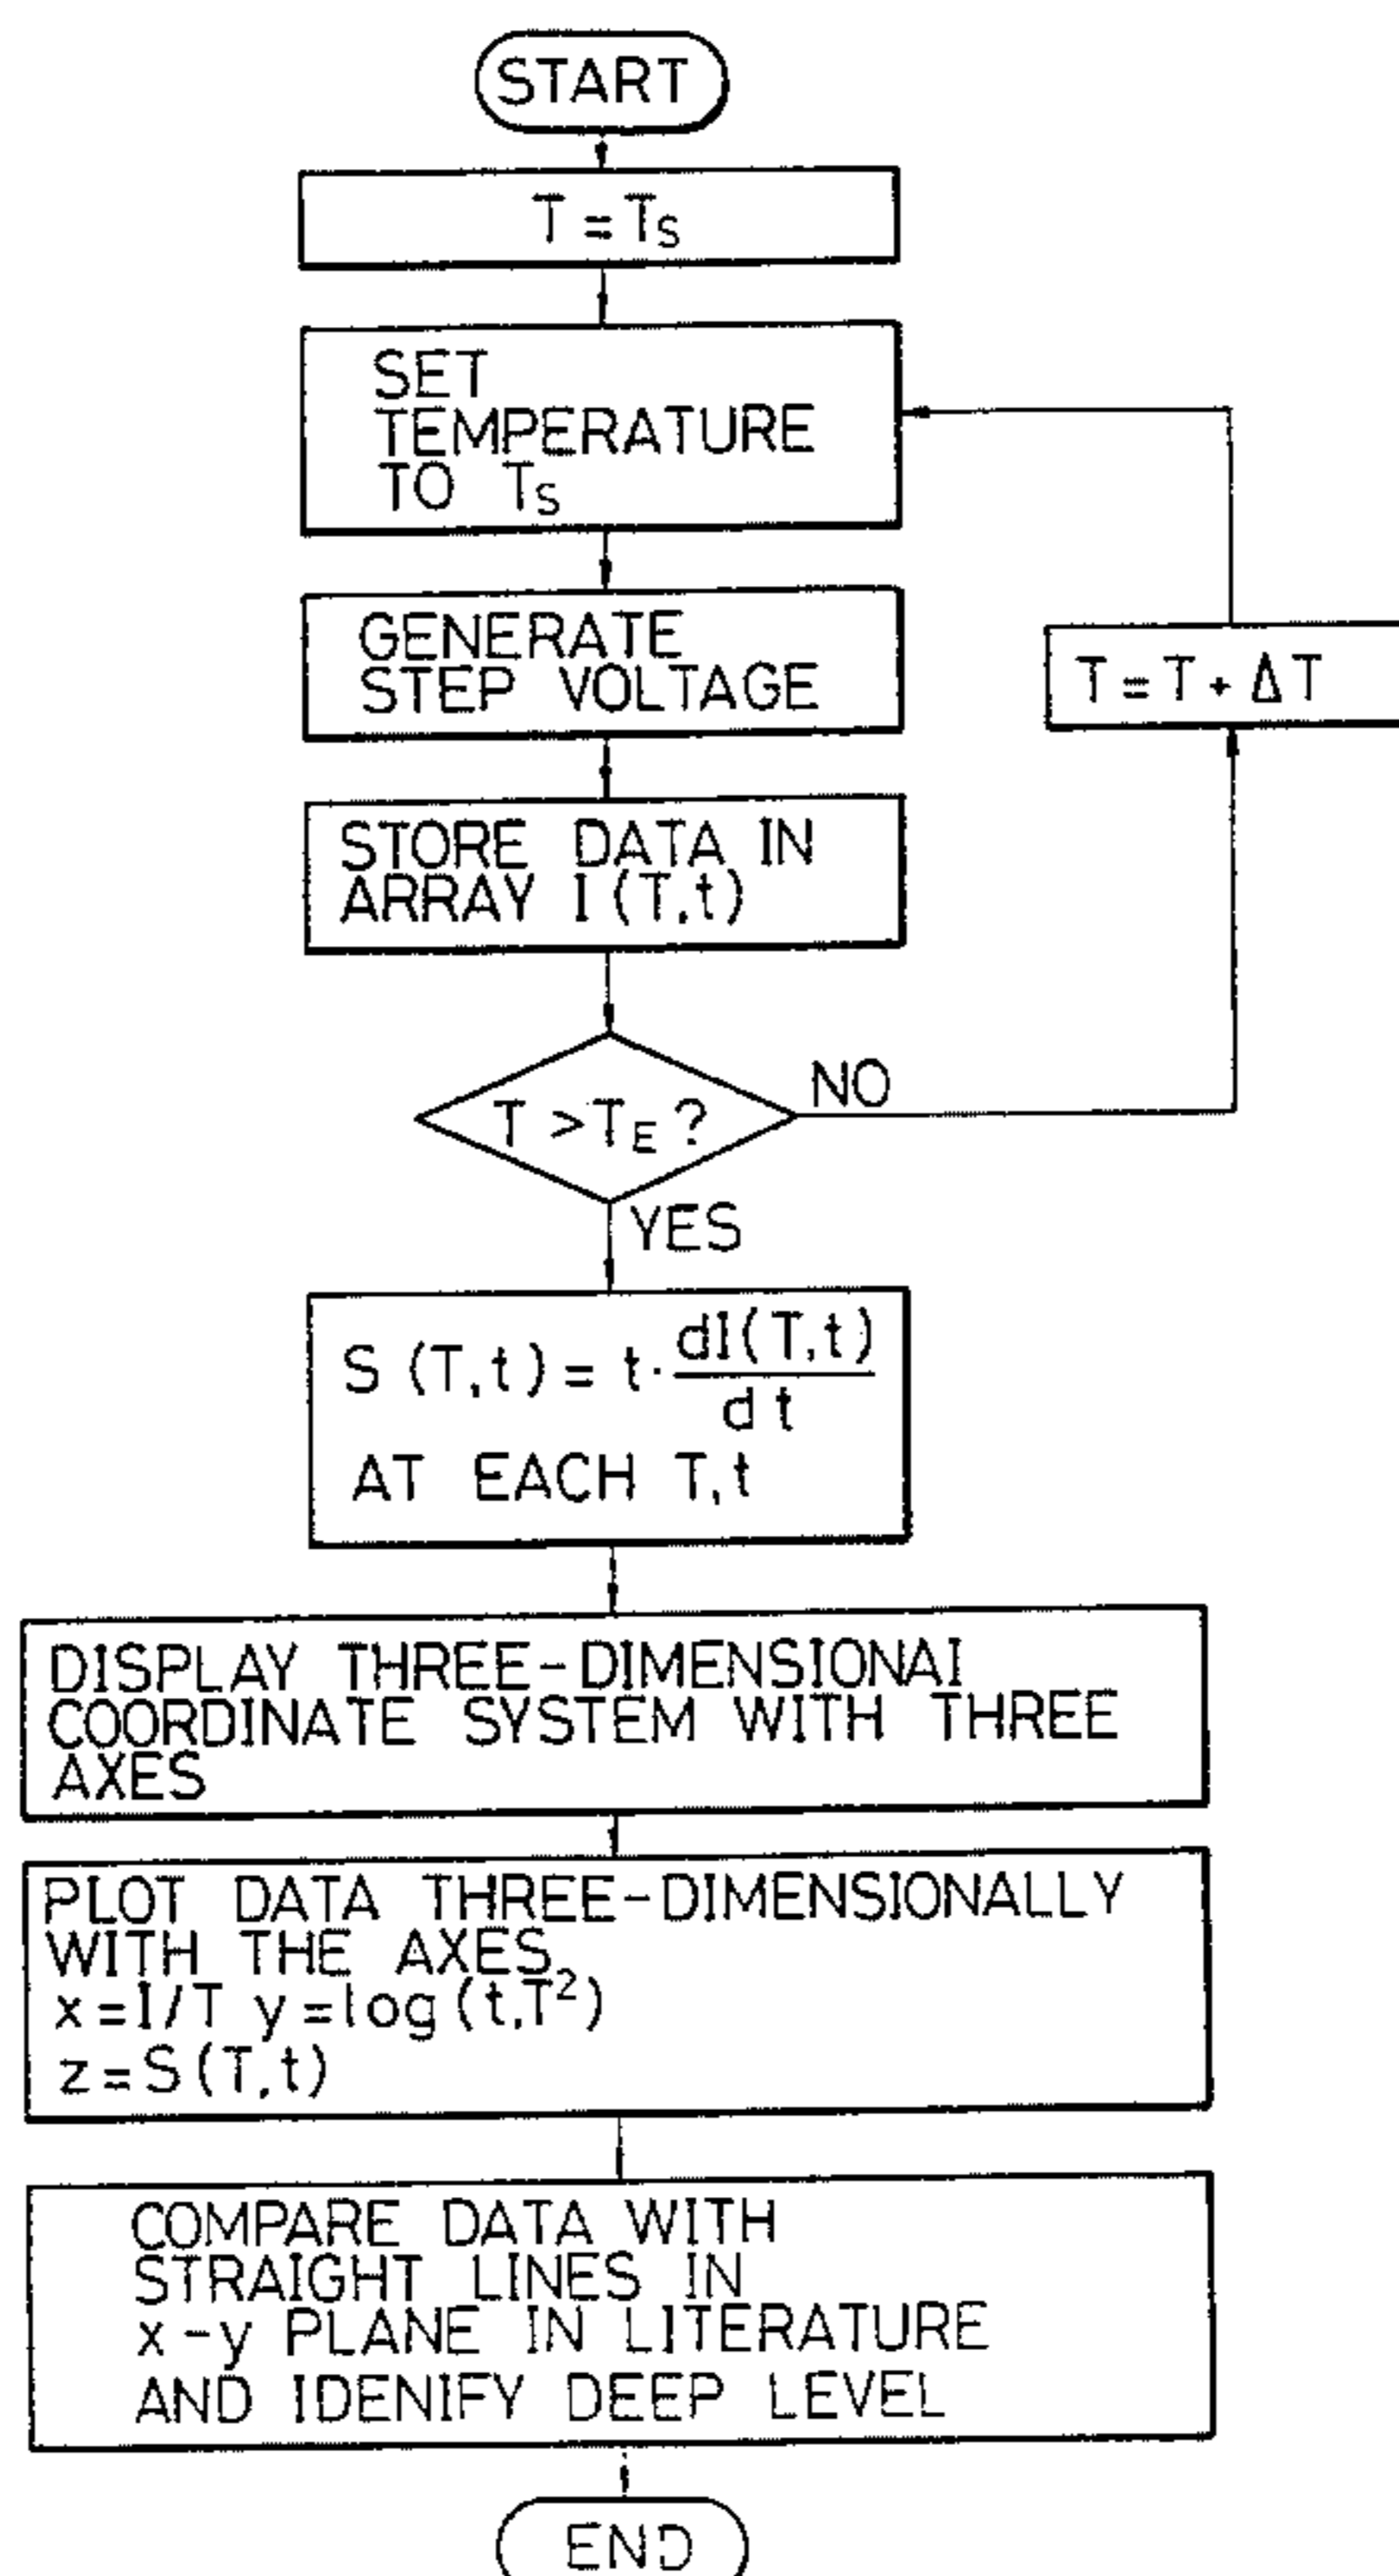 START
T = Ts
SET
TEMPERATURE
TO Ts
GENERATE
STEP VOLTAGE
T = T + ΔT
STORE DATA IN
ARRAY I (T,t)
T > TE ?
NO
YES
S (T,t) = t · dI(T,t) / dt
AT EACH T,t
DISPLAY THREE-DIMENSIONAI
COORDINATE SYSTEM WITH THREE
AXES
PLOT DATA THREE-DIMENSIONALLY
WITH THE AXES
x = I/T y = log (t,T²)
z = S (T,t)
COMPARE DATA WITH
STRAIGHT LINES IN
x - y PLANE IN LITERATURE
AND IDENIFY DEEP LEVEL
END